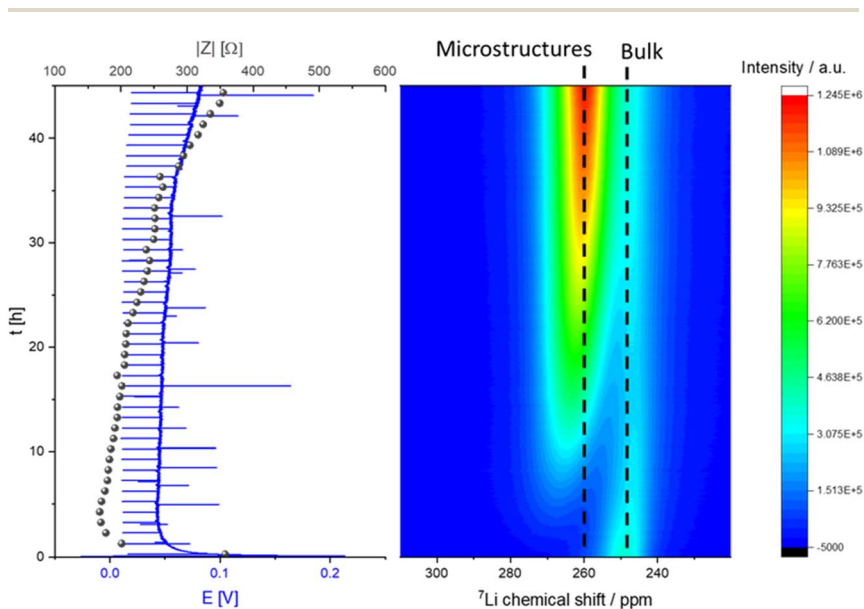 Microstructures Bulk
|Z| [Ω]
100 200 300 400 500 600
Intensity / a.u.
1.245E+6
1.089E+6
9.325E+5
7.763E+5
6.200E+5
4.638E+5
3.075E+5
1.513E+5
-5000
t [h]
40
30
20
10
0
0.0 0.1 0.2
E [V]
300 280 260 240
⁷Li chemical shift / ppm